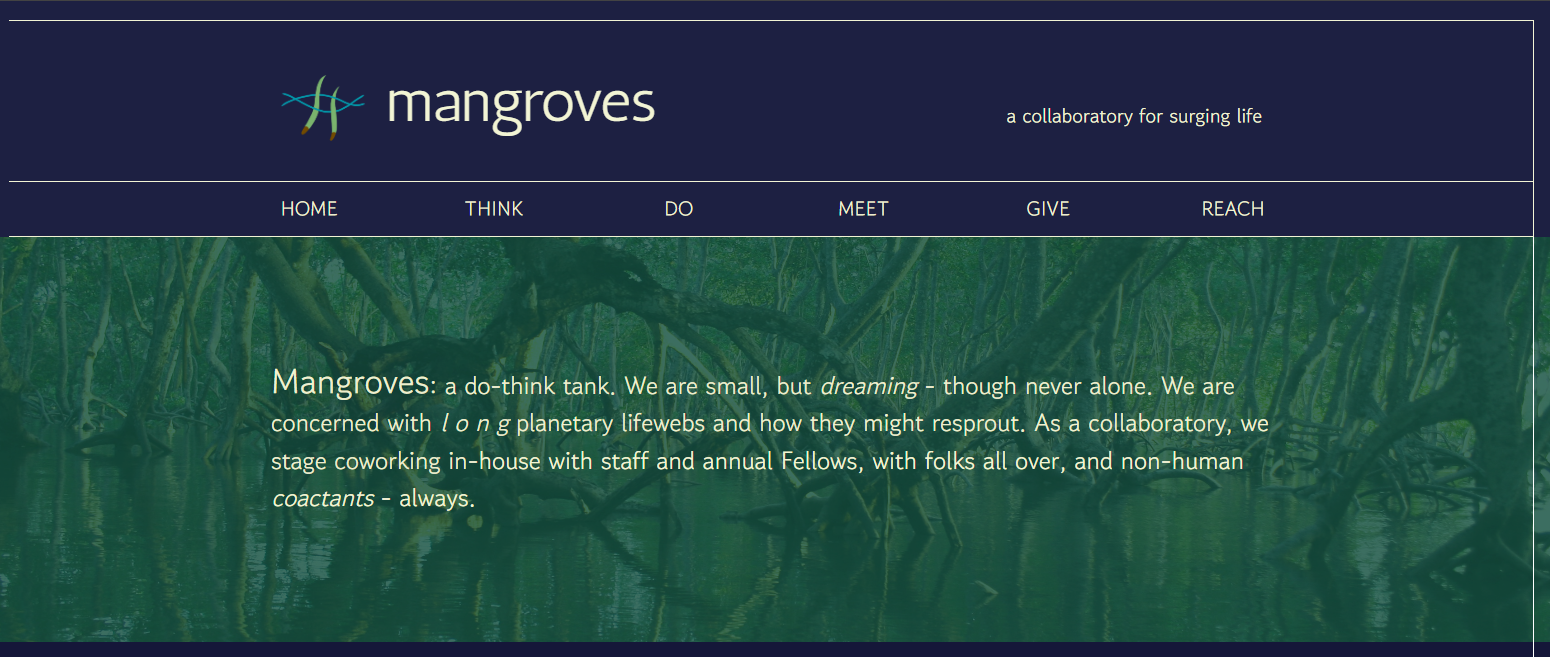 mangroves
a collaboratory for surging life
HOME THINK DO MEET GIVE REACH
Mangroves: a do-think tank. We are small, but dreaming - though never alone. We are
concerned with l o n g planetary lifewebs and how they might resprout. As a collaboratory, we
stage coworking in-house with staff and annual Fellows, with folks all over, and non-human
coactants - always.